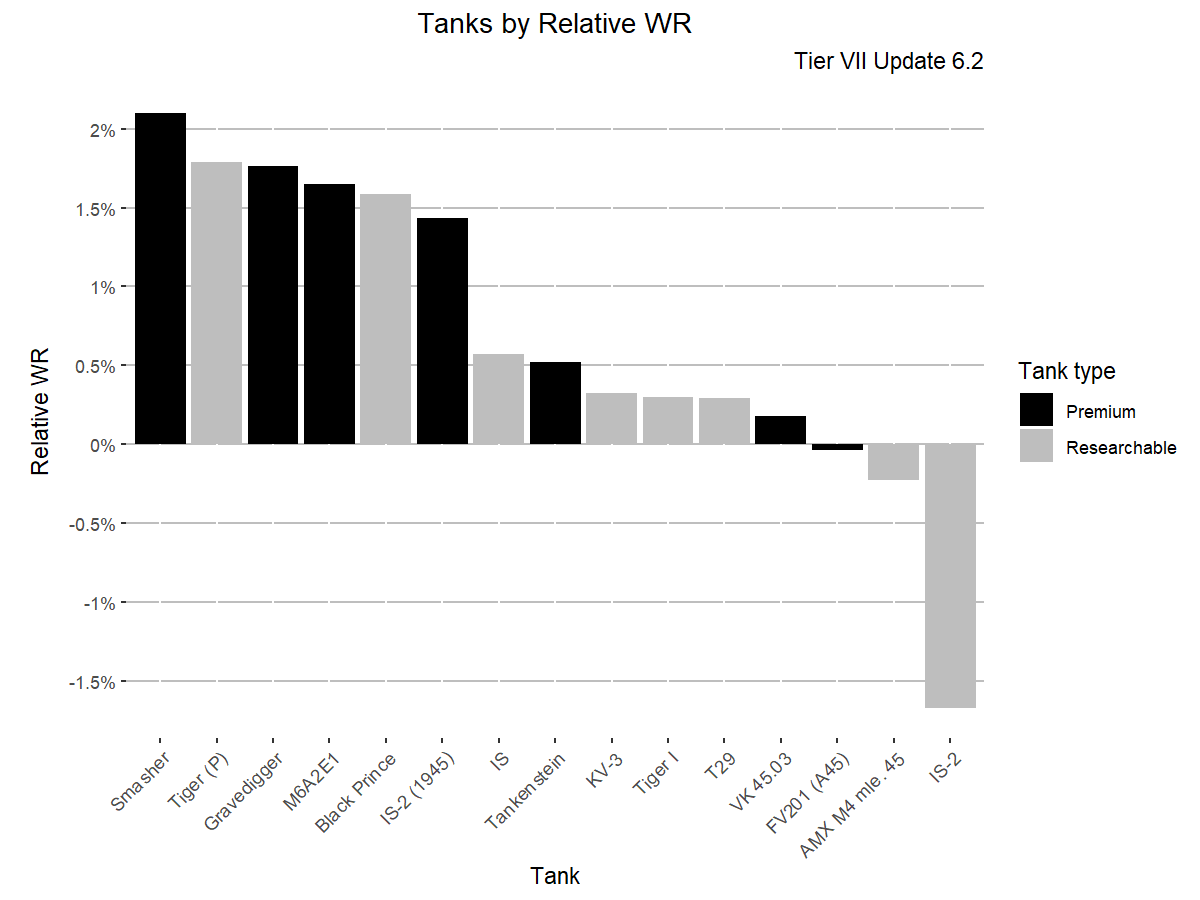 Tanks by Relative WR
Tier VII Update 6.2
Relative WR
2%
1.5%
1%
0.5%
0%
-0.5%
-1%
-1.5%
Smasher
Tiger (P)
Gravedigger
M6A2E1
Black Prince
IS-2 (1945)
IS
Tankenstein
KV-3
Tiger I
T29
VK 45.03
FV201 (A45)
AMX M4 mle. 45
IS-2
Tank
Tank type
Premium
Researchable